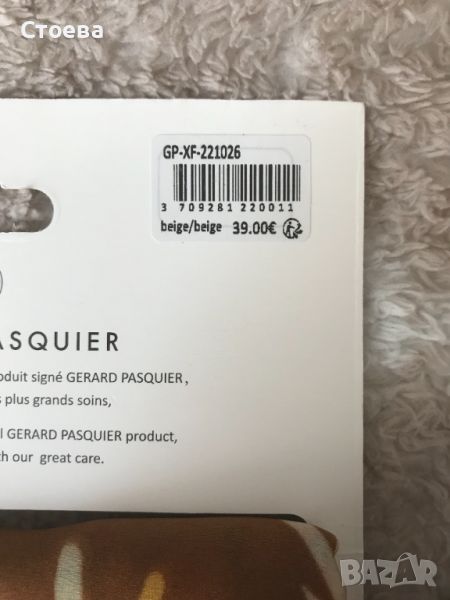 Стоева
GP-XF-221026
3 709281 220011
beige/beige 39.00€
ASQUIER
oduit signé GERARD PASQUIER,
s plus grands soins,
l GERARD PASQUIER product,
th our great care.
BAZAR